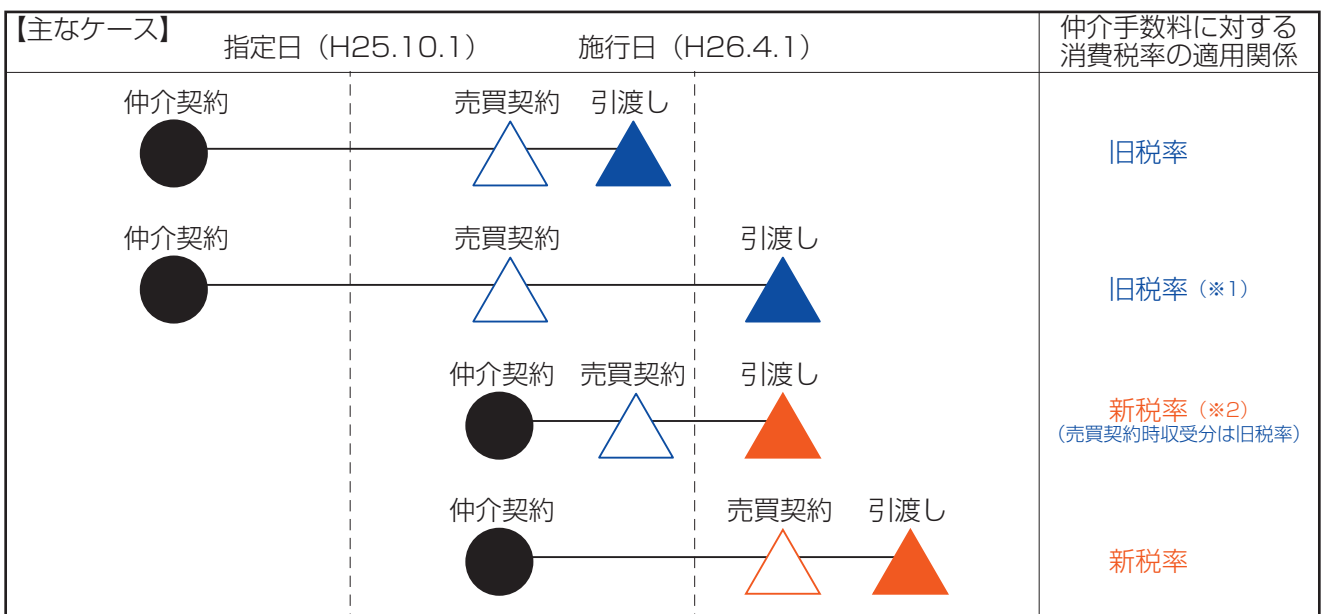 【主なケース】
指定日（H25.10.1）
施行日（H26.4.1）
仲介手数料に対する
消費税率の適用関係
仲介契約
売買契約
引渡し
旧税率
仲介契約
売買契約
引渡し
旧税率（※1）
仲介契約
売買契約
引渡し
新税率（※2）
（売買契約時収受分は旧税率）
仲介契約
売買契約
引渡し
新税率